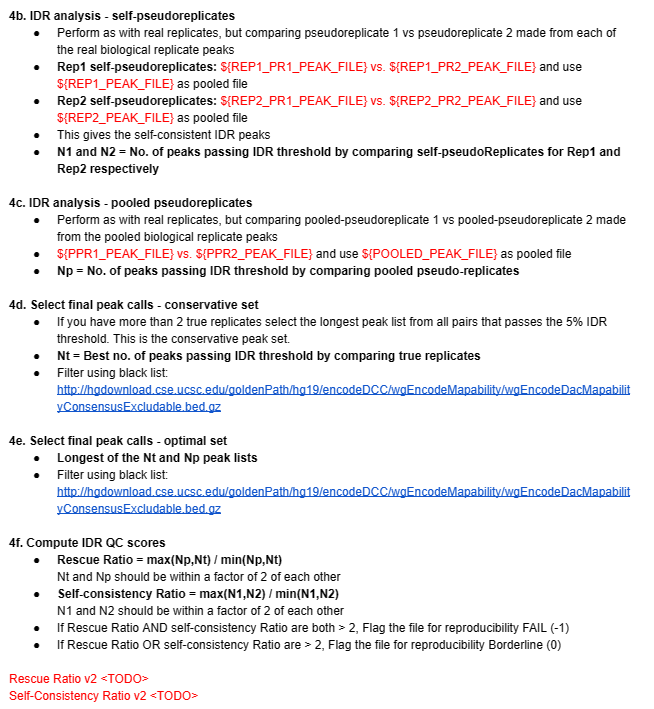 4b. IDR analysis - self-pseudoreplicates
● Perform as with real replicates, but comparing pseudoreplicate 1 vs pseudoreplicate 2 made from each of
the real biological replicate peaks
● Rep1 self-pseudoreplicates: ${REP1_PR1_PEAK_FILE} vs. ${REP1_PR2_PEAK_FILE} and use
${REP1_PEAK_FILE} as pooled file
● Rep2 self-pseudoreplicates: ${REP2_PR1_PEAK_FILE} vs. ${REP2_PR2_PEAK_FILE} and use
${REP2_PEAK_FILE} as pooled file
● This gives the self-consistent IDR peaks
● N1 and N2 = No. of peaks passing IDR threshold by comparing self-pseudoReplicates for Rep1 and
Rep2 respectively
4c. IDR analysis - pooled pseudoreplicates
● Perform as with real replicates, but comparing pooled-pseudoreplicate 1 vs pooled-pseudoreplicate 2 made
from the pooled biological replicate peaks
● ${PPR1_PEAK_FILE} vs. ${PPR2_PEAK_FILE} and use ${POOLED_PEAK_FILE} as pooled file
● Np = No. of peaks passing IDR threshold by comparing pooled pseudo-replicates
4d. Select final peak calls - conservative set
● If you have more than 2 true replicates select the longest peak list from all pairs that passes the 5% IDR
threshold. This is the conservative peak set.
● Nt = Best no. of peaks passing IDR threshold by comparing true replicates
● Filter using black list:
http://hgdownload.cse.ucsc.edu/goldenPath/hg19/encodeDCC/wgEncodeMapability/wgEncodeDacMapabilit
yConsensusExcludable.bed.gz
4e. Select final peak calls - optimal set
● Longest of the Nt and Np peak lists
● Filter using black list:
http://hgdownload.cse.ucsc.edu/goldenPath/hg19/encodeDCC/wgEncodeMapability/wgEncodeDacMapabilit
yConsensusExcludable.bed.gz
4f. Compute IDR QC scores
● Rescue Ratio = max(Np,Nt) / min(Np,Nt)
Nt and Np should be within a factor of 2 of each other
● Self-consistency Ratio = max(N1,N2) / min(N1,N2)
N1 and N2 should be within a factor of 2 of each other
● If Rescue Ratio AND self-consistency Ratio are both > 2, Flag the file for reproducibility FAIL (-1)
● If Rescue Ratio OR self-consistency Ratio are > 2, Flag the file for reproducibility Borderline (0)
Rescue Ratio v2 <TODO>
Self-Consistency Ratio v2 <TODO>